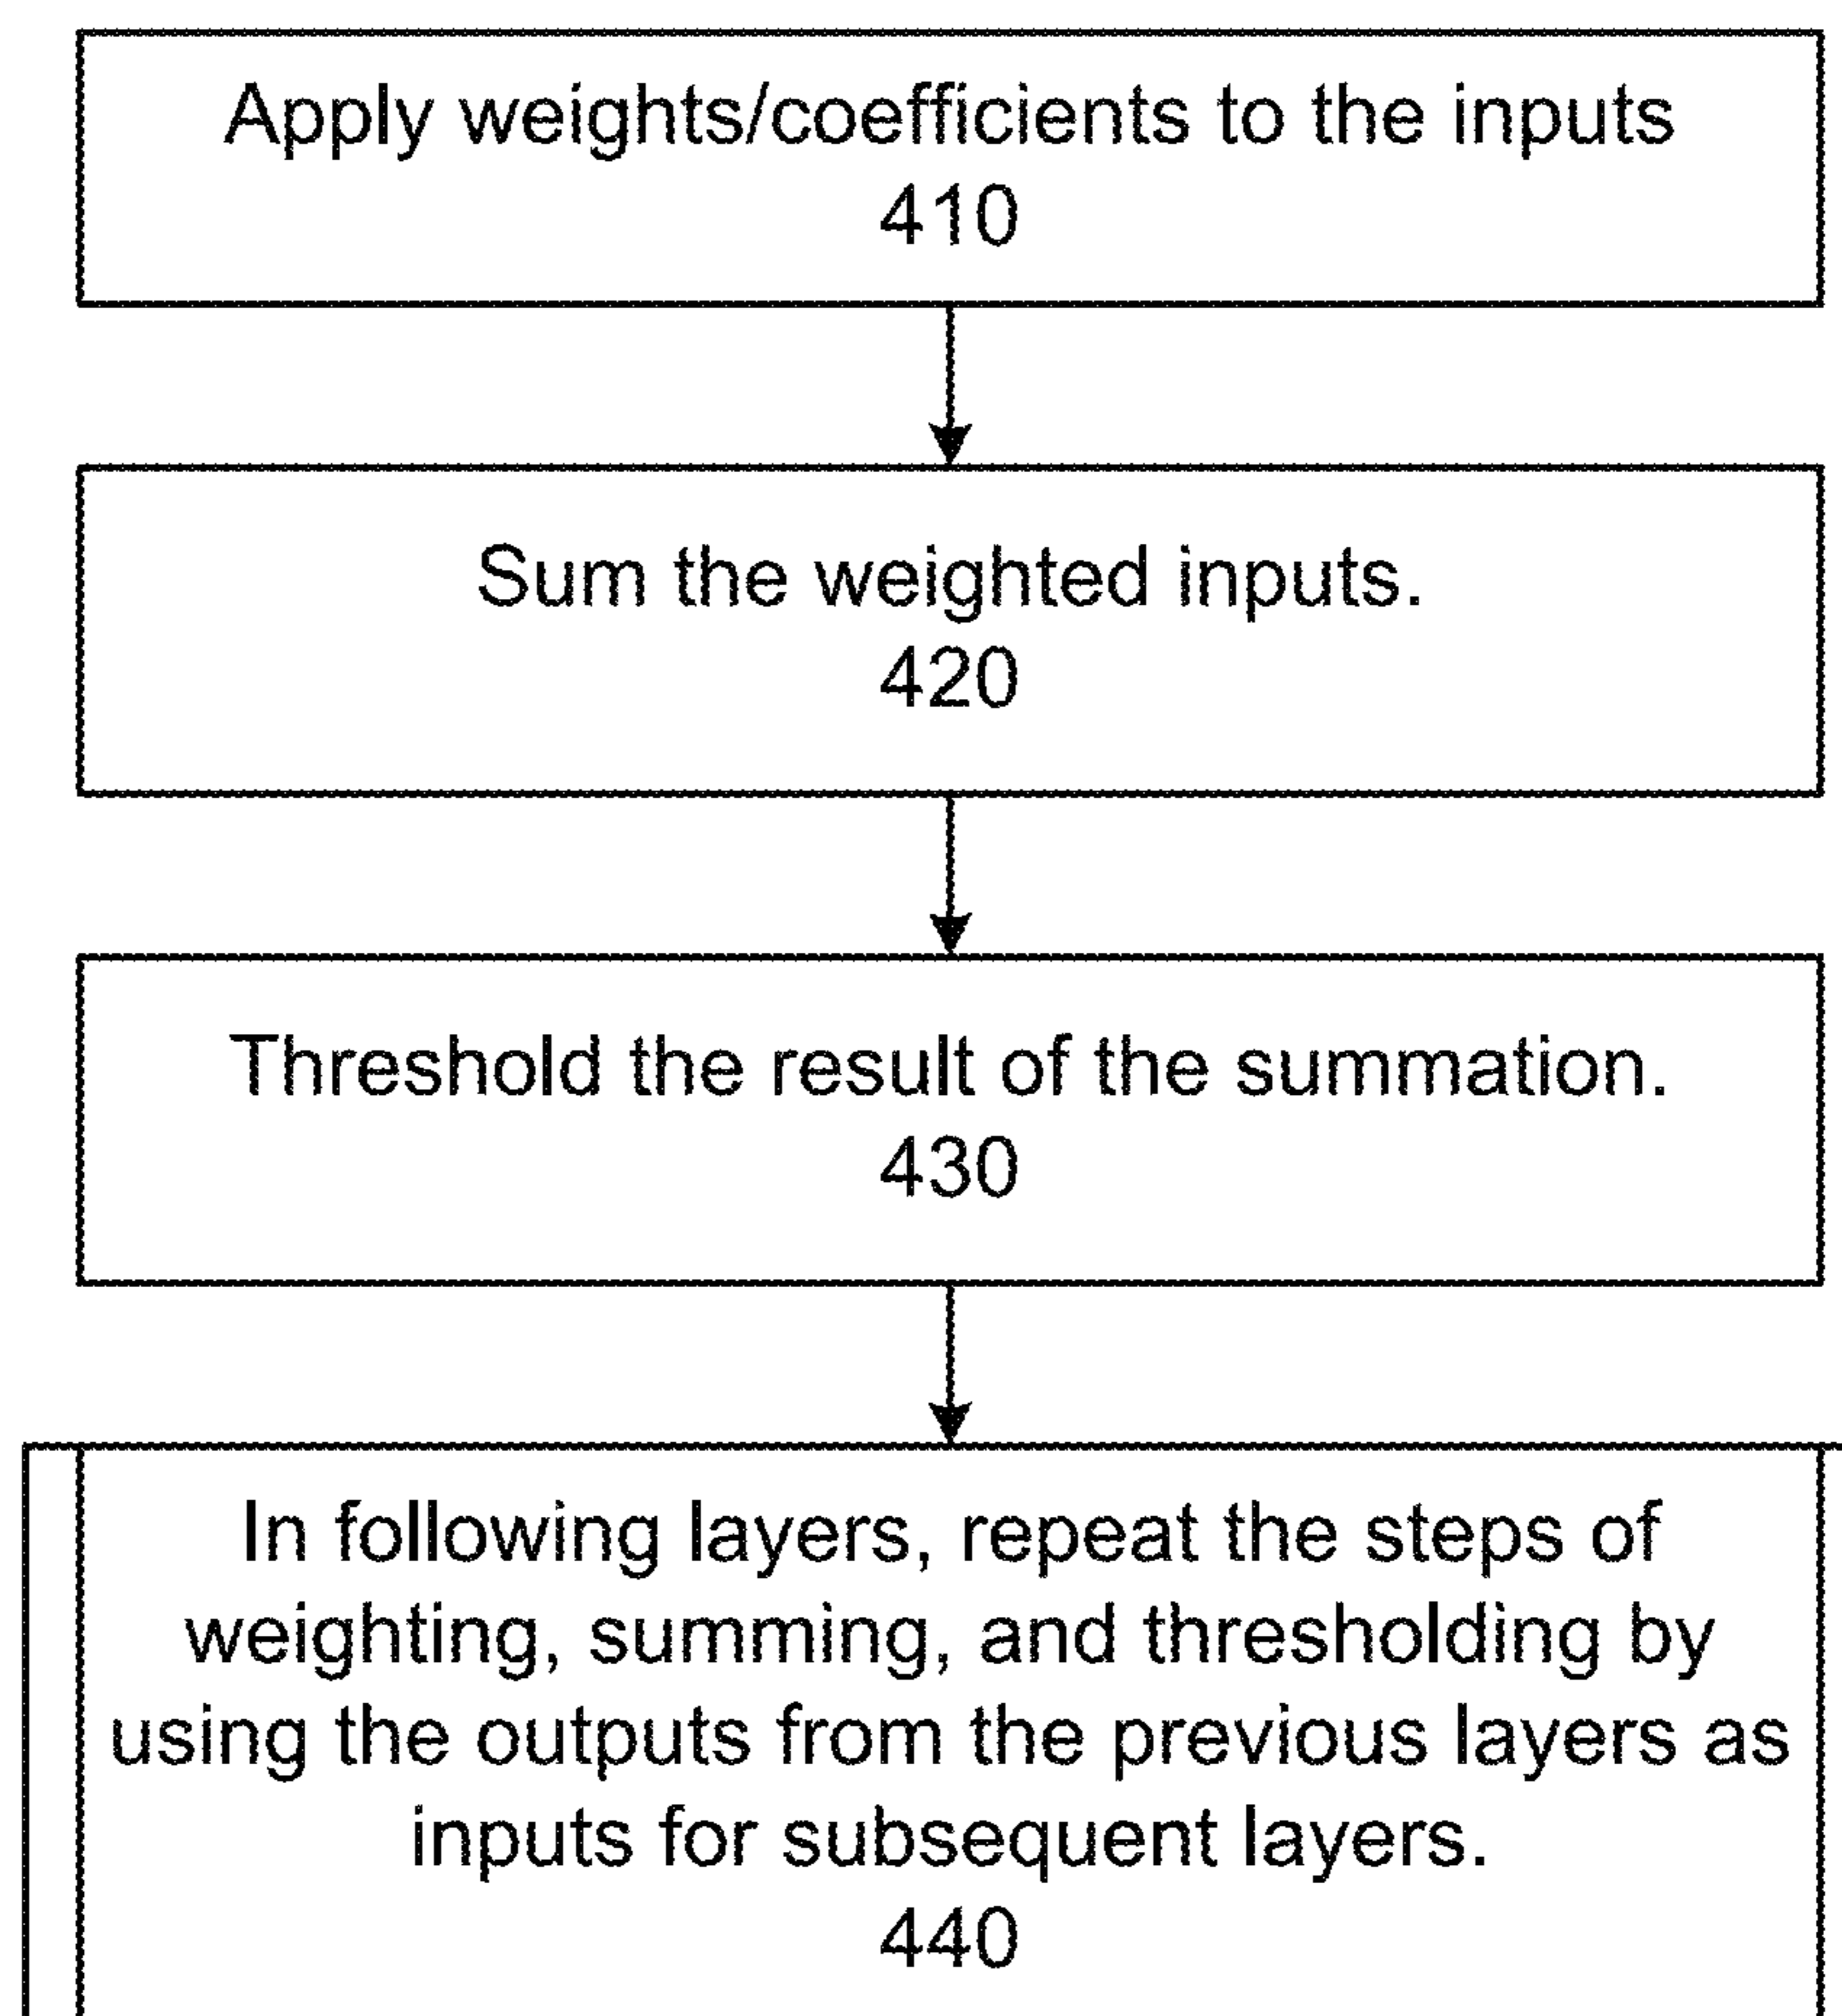 Apply weights/coefficients to the inputs
410
Sum the weighted inputs.
420
Threshold the result of the summation.
430
In following layers, repeat the steps of
weighting, summing, and thresholding by
using the outputs from the previous layers as
inputs for subsequent layers.
440